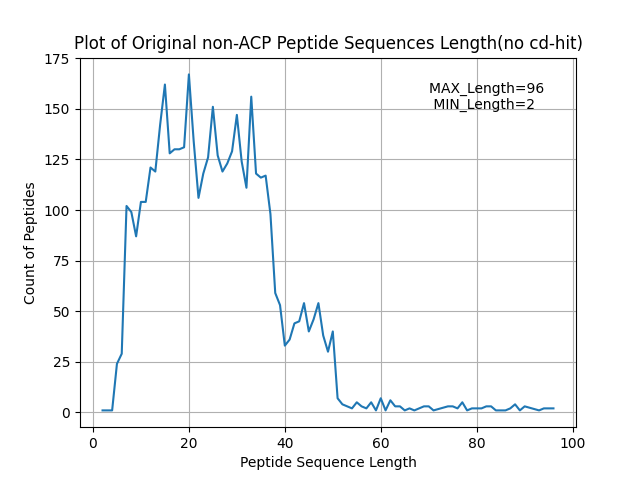 Plot of Original non-ACP Peptide Sequences Length(no cd-hit)
MAX_Length=96
MIN_Length=2
175
150
125
100
75
50
25
0
Count of Peptides
0 20 40 60 80 100
Peptide Sequence Length